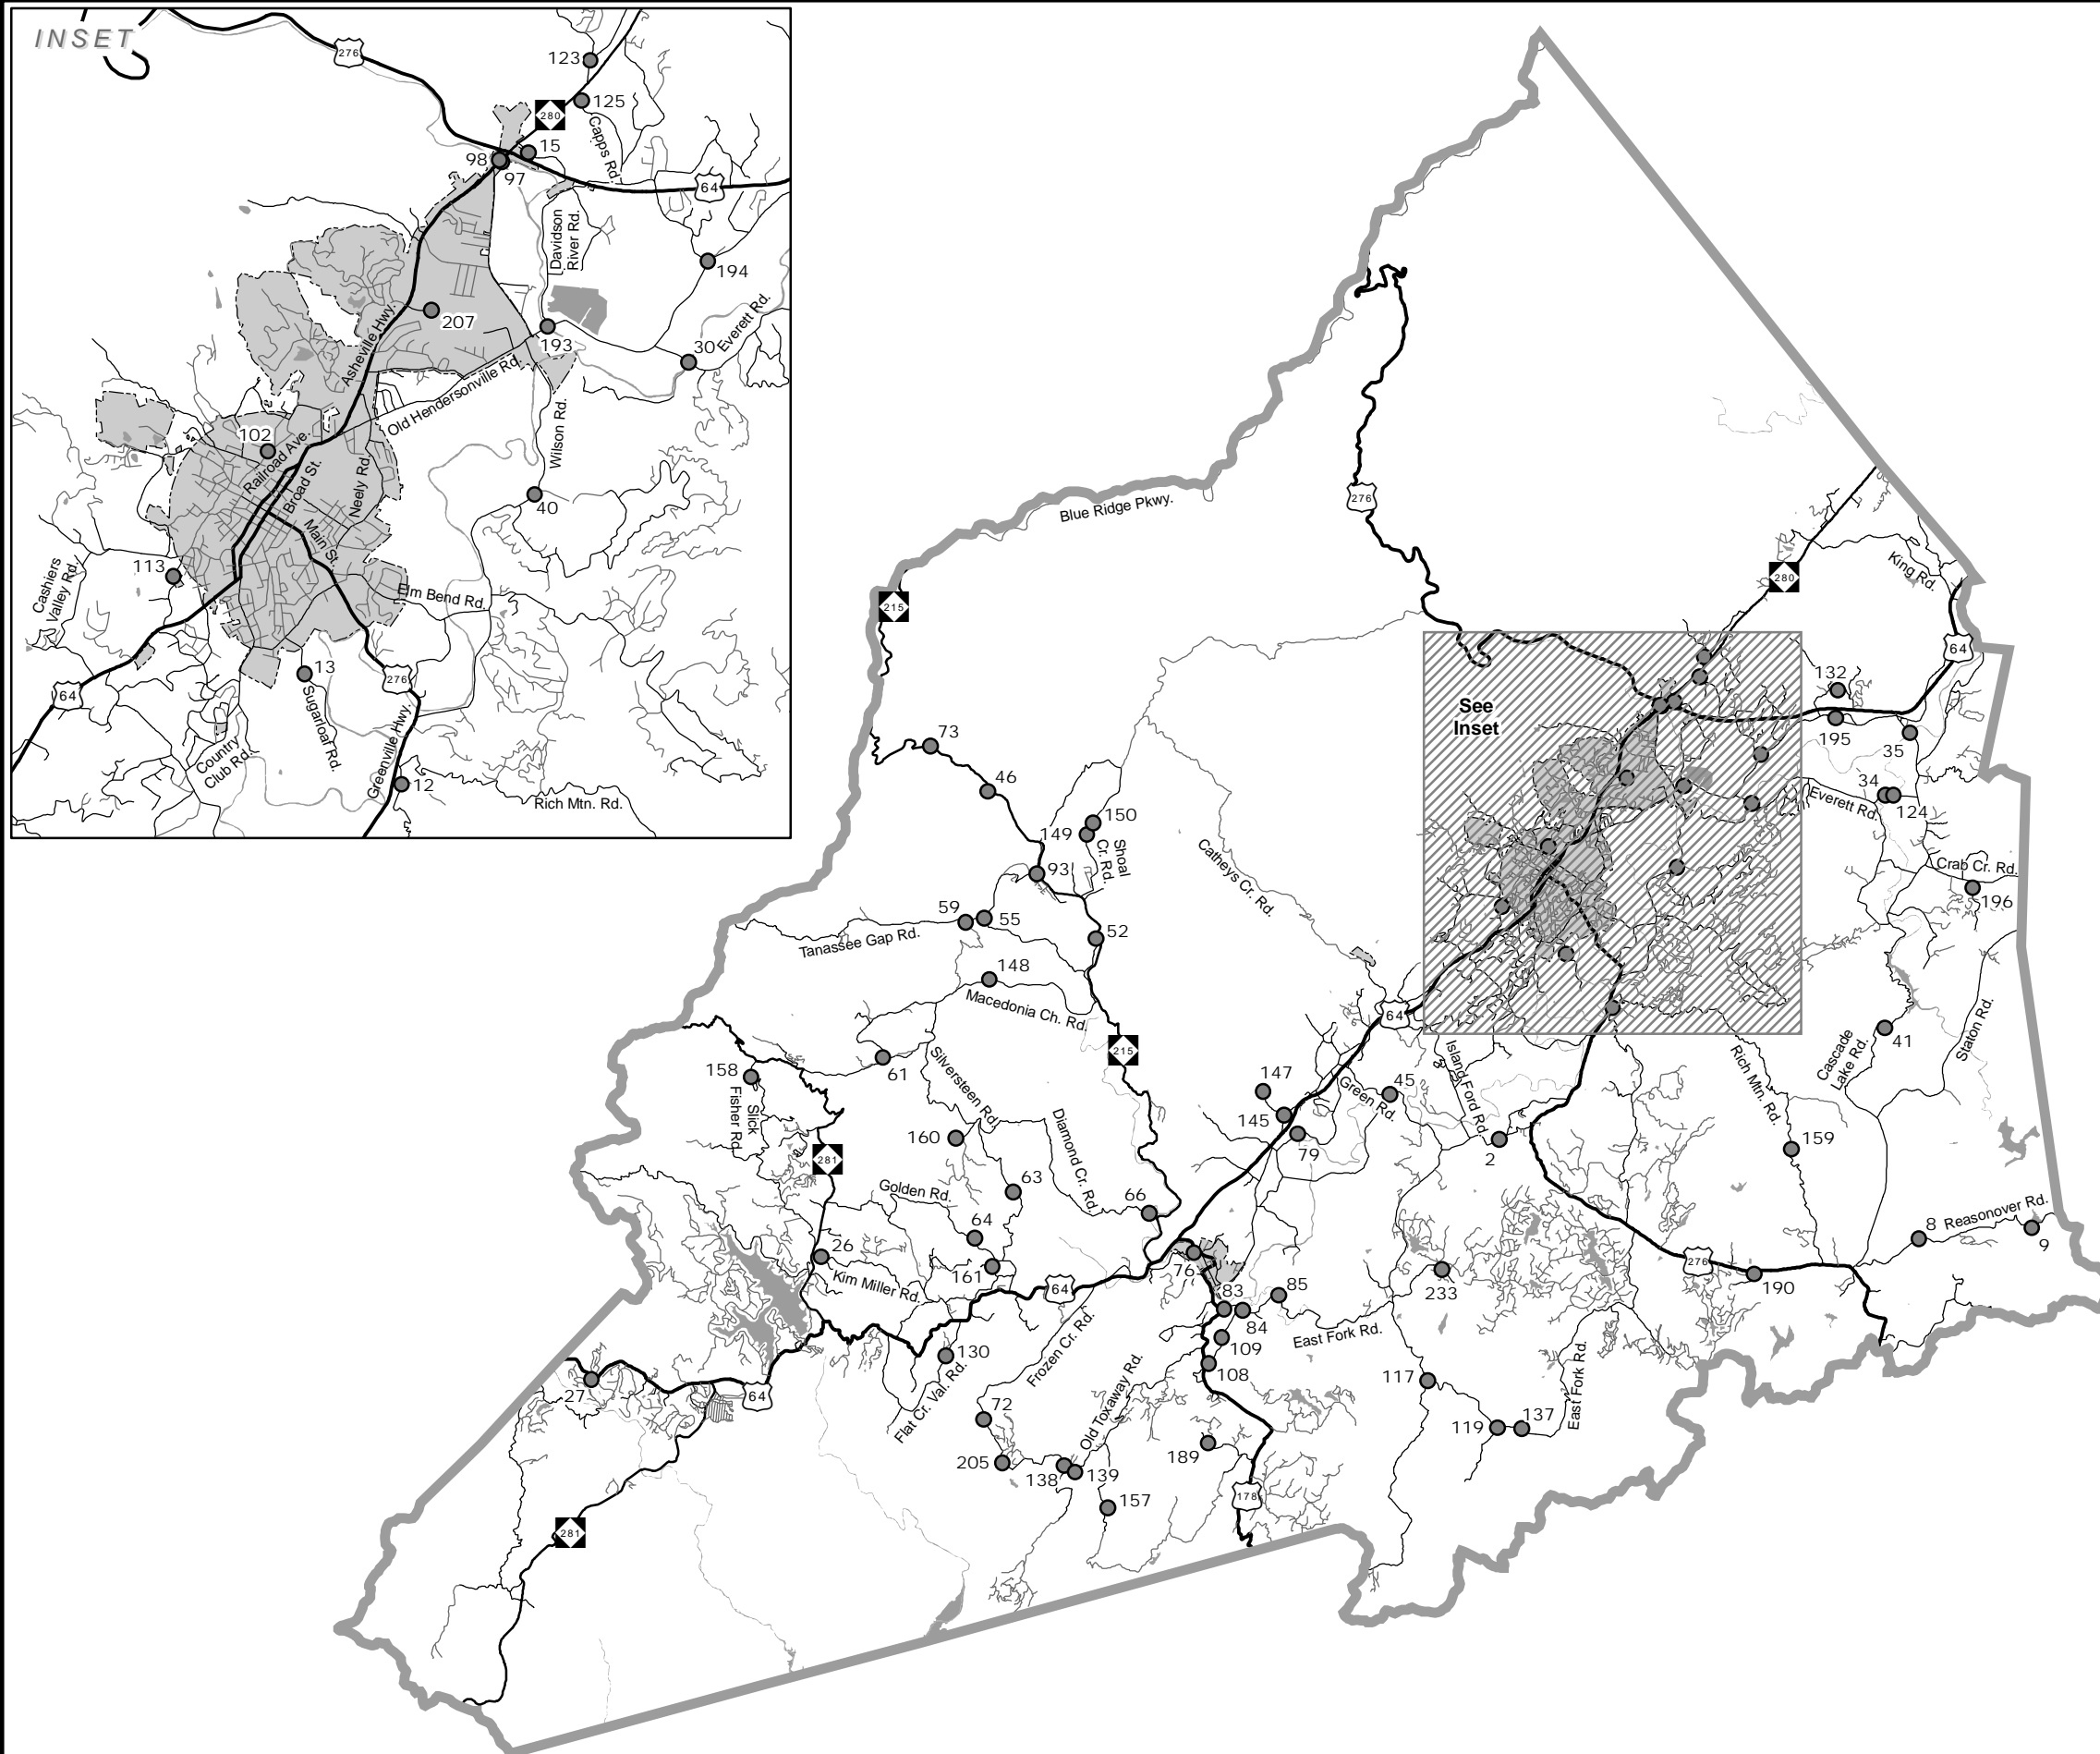 INSET
276
123
125
280
Capps Rd.
15
98
97
64
Davidson
River Rd.
194
207
193
30
Everett Rd.
Asheville Hwy.
Old Hendersonville Rd.
Wilson Rd.
102
Railroad Ave.
Broad St.
Neely Rd.
Main St.
40
113
Cashiers
Valley Rd.
Elm Bend Rd.
13
Sugarloaf Rd.
276
64
Country
Club Rd.
Greenville Hwy.
12
Rich Mtn. Rd.
Blue Ridge Pkwy.
276
280
King Rd.
215
64
See
Inset
132
195
35
73
46
34
124
Everett Rd.
150
149
Shoal
Cr. Rd.
93
Catheys Cr. Rd.
Crab Cr. Rd.
196
59
55
52
Tanassee Gap Rd.
148
Macedonia Ch. Rd.
64
41
Cascade
Lake Rd.
Staton Rd.
215
Rich Mtn. Rd.
Island Ford Rd.
158
61
Silversteen Rd.
Slick
Fisher Rd.
147
45
Green Rd.
145
79
2
159
160
Diamond Cr. Rd.
281
63
Golden Rd.
66
64
8
Reasonover Rd.
9
26
161
Kim Miller Rd.
64
76
276
190
233
85
83
84
East Fork Rd.
109
Frozen Cr. Rd.
130
108
Old Toxaway Rd.
27
64
117
East Fork Rd.
Flat Cr. Val. Rd.
72
119
137
189
205
138
139
157
178
281